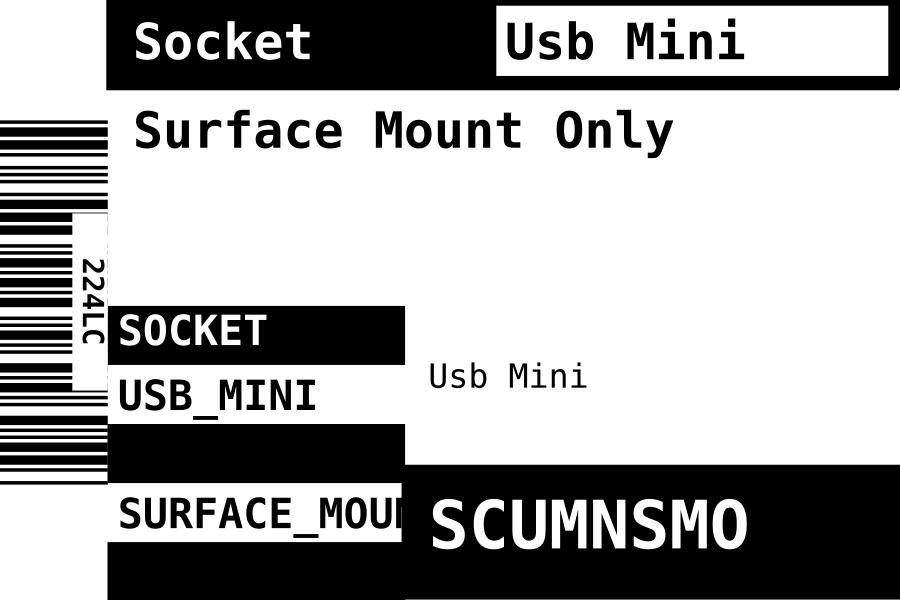 Socket
Usb Mini
Surface Mount Only
224LC
SOCKET
USB_MINI
Usb Mini
SCUMNSMO